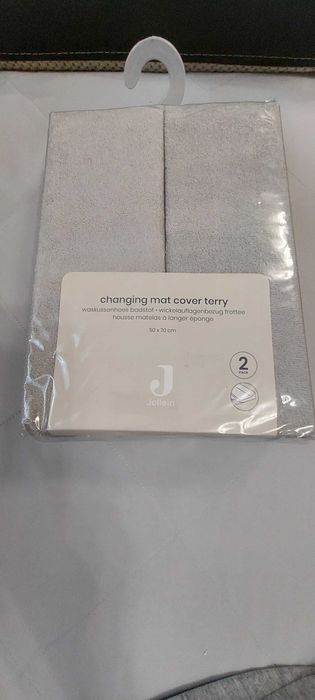 changing mat cover terry
waskussenhoes badstof • wickelauflagenbezug frottee
housse matelas à langer éponge
50 x 70 cm
2
PACK
J
Jollein